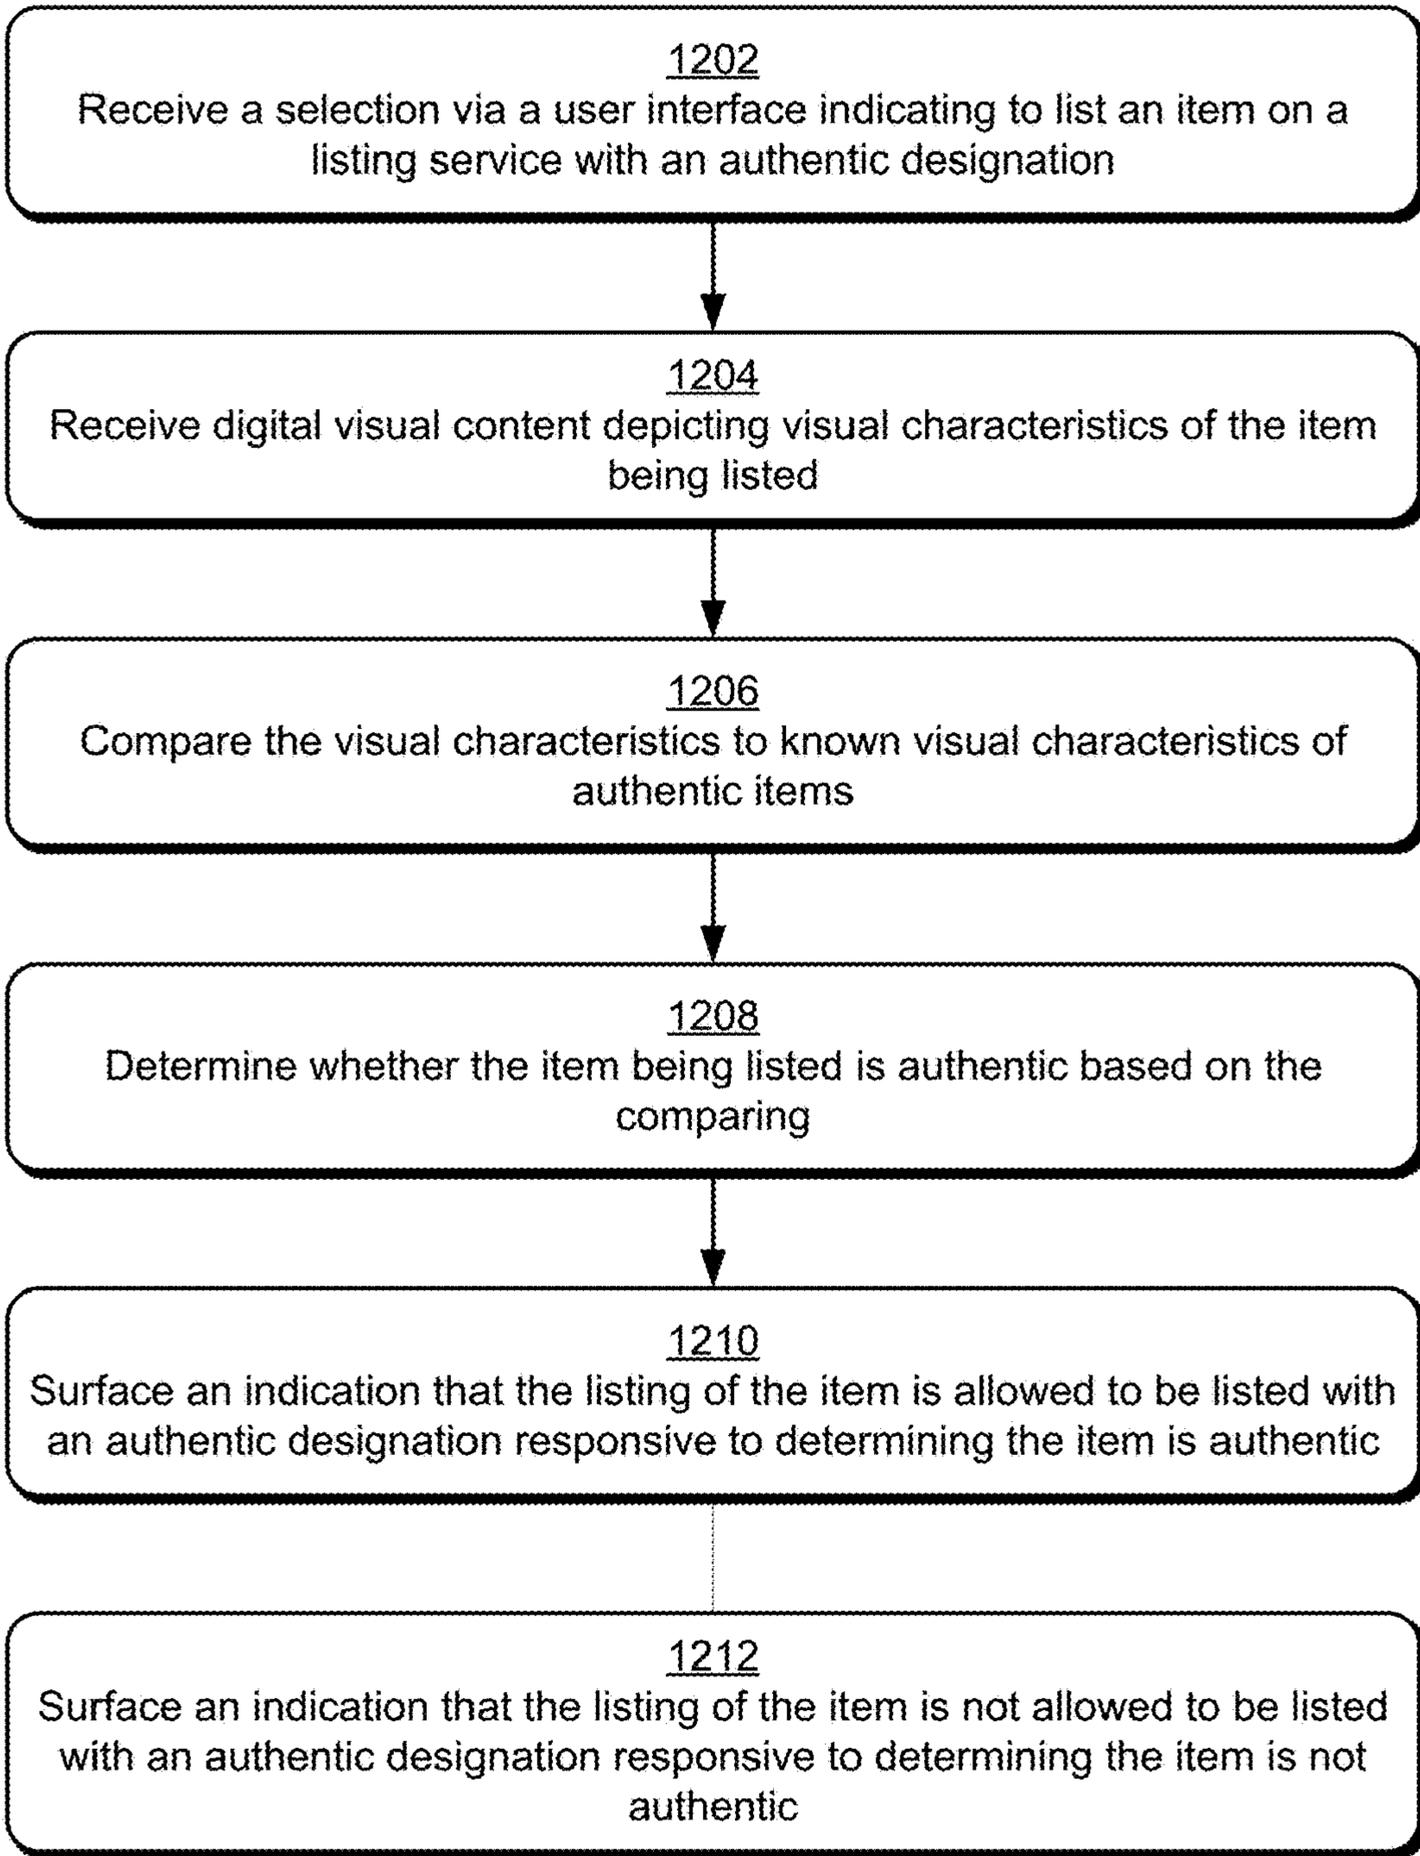 1202
Receive a selection via a user interface indicating to list an item on a
listing service with an authentic designation
1204
Receive digital visual content depicting visual characteristics of the item
being listed
1206
Compare the visual characteristics to known visual characteristics of
authentic items
1208
Determine whether the item being listed is authentic based on the
comparing
1210
Surface an indication that the listing of the item is allowed to be listed with
an authentic designation responsive to determining the item is authentic
1212
Surface an indication that the listing of the item is not allowed to be listed
with an authentic designation responsive to determining the item is not
authentic